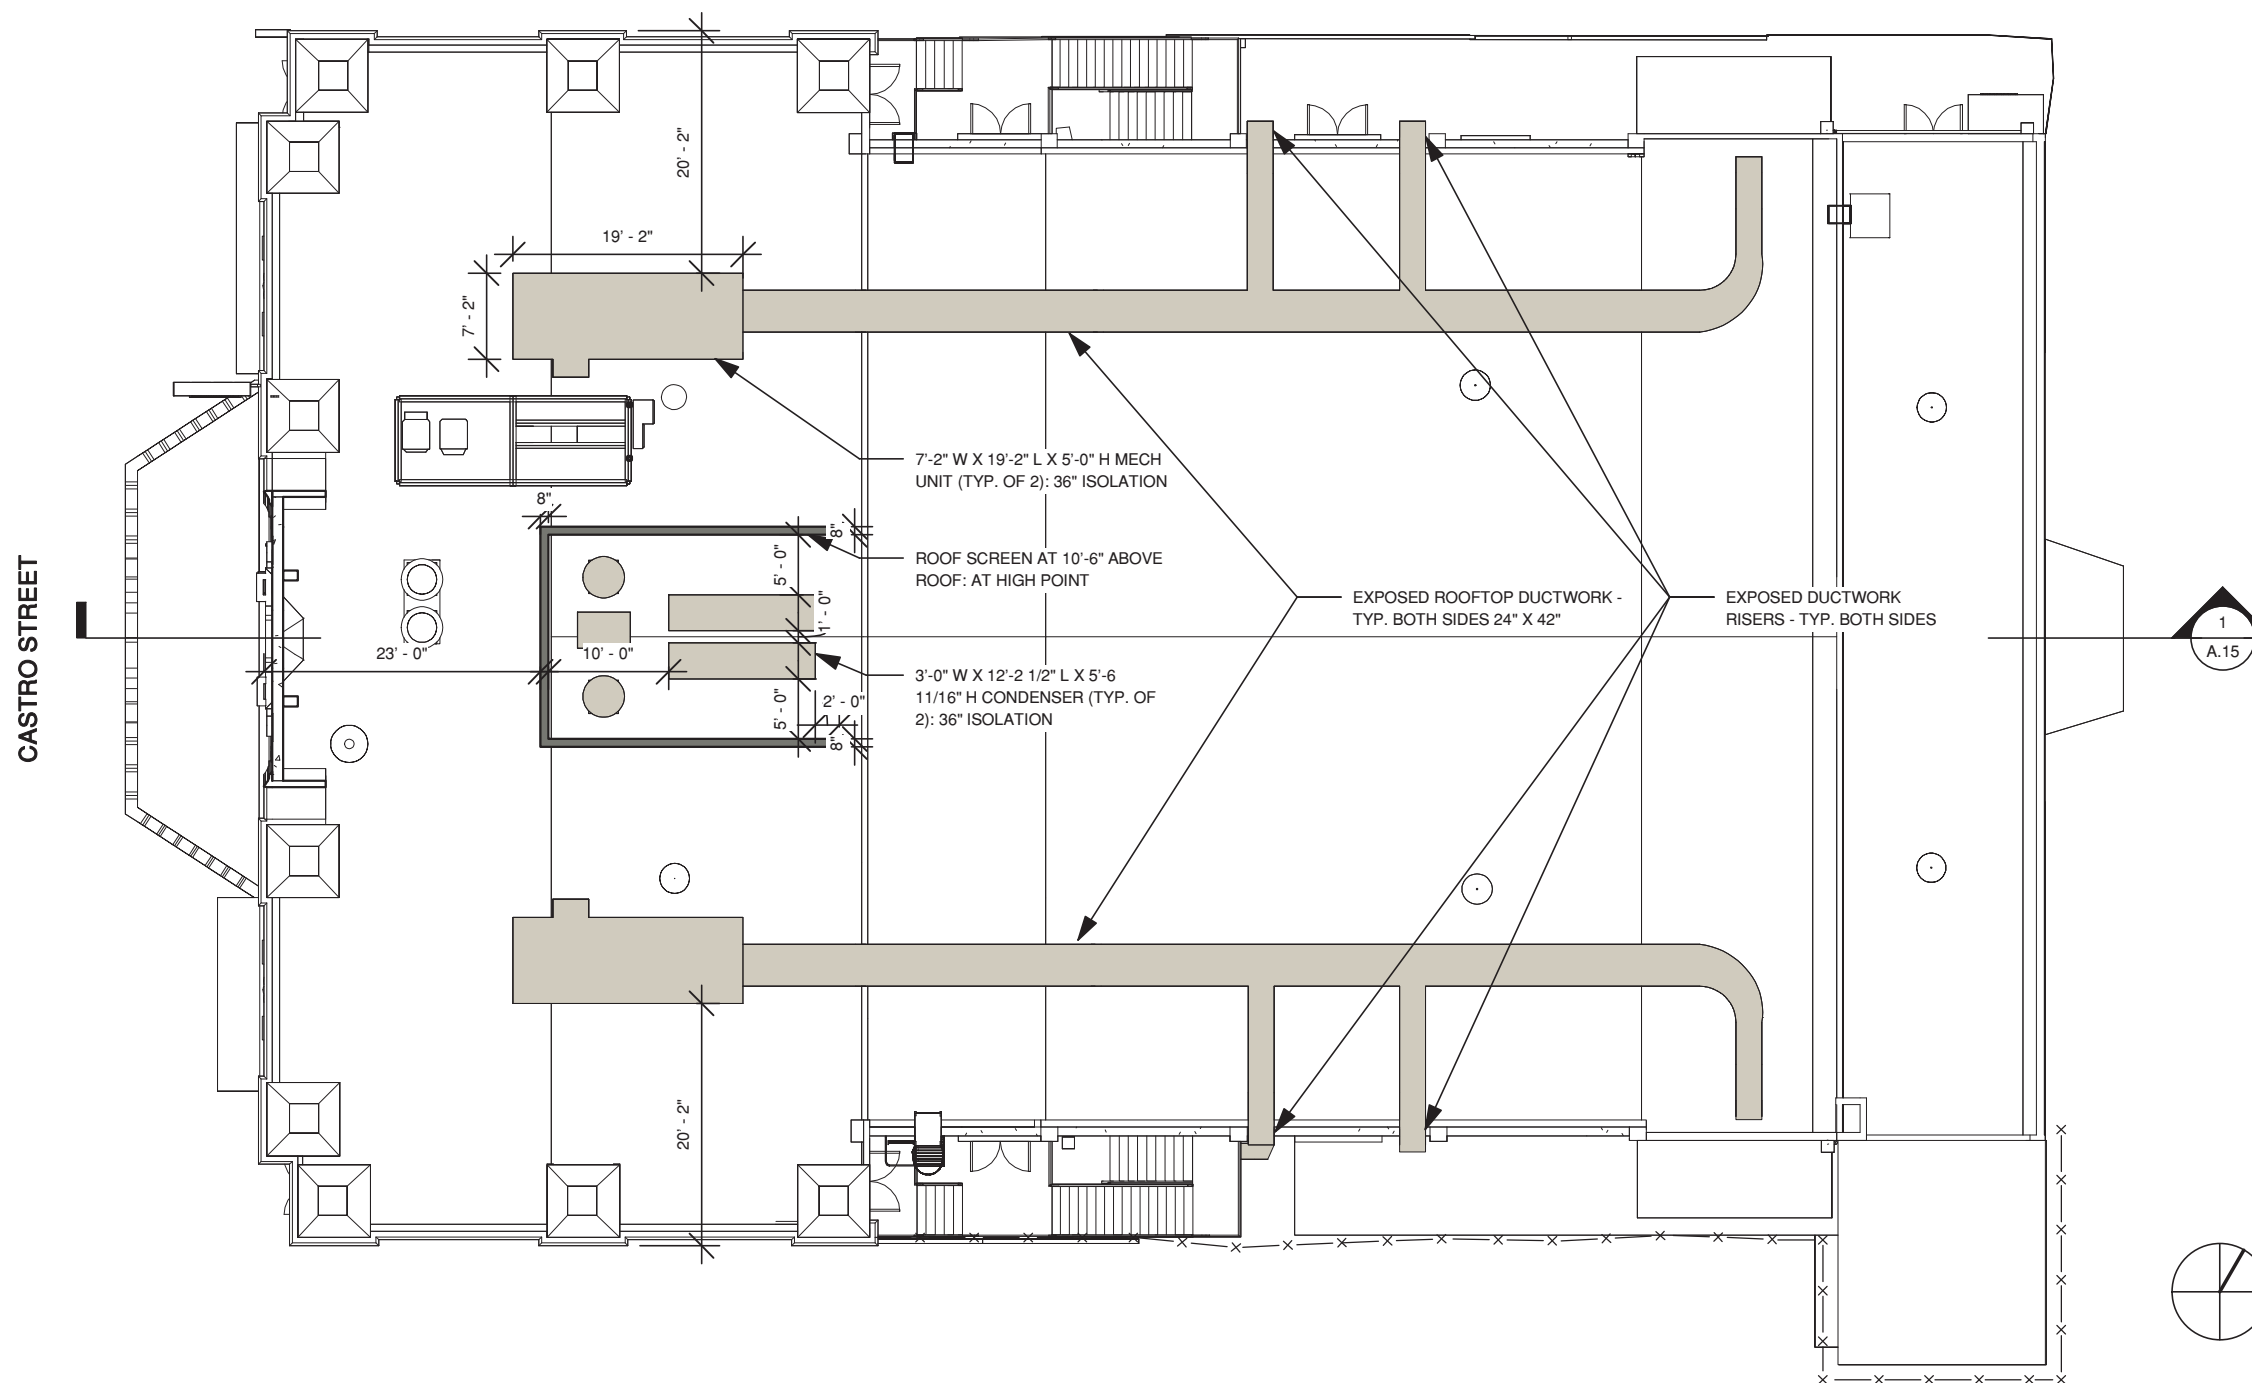 20' - 2"
19' - 2"
7' - 2"
7'-2" W X 19'-2" L X 5'-0" H MECH
UNIT (TYP. OF 2): 36" ISOLATION
8"
8"
5' - 0"
ROOF SCREEN AT 10'-6" ABOVE
ROOF: AT HIGH POINT
CASTRO STREET
1' - 0"
EXPOSED ROOFTOP DUCTWORK -
TYP. BOTH SIDES 24" X 42"
EXPOSED DUCTWORK
RISERS - TYP. BOTH SIDES
1
A.15
23' - 0"
10' - 0"
3'-0" W X 12'-2 1/2" L X 5'-6
11/16" H CONDENSER (TYP. OF
2): 36" ISOLATION
5' - 0"
2' - 0"
8"
20' - 2"